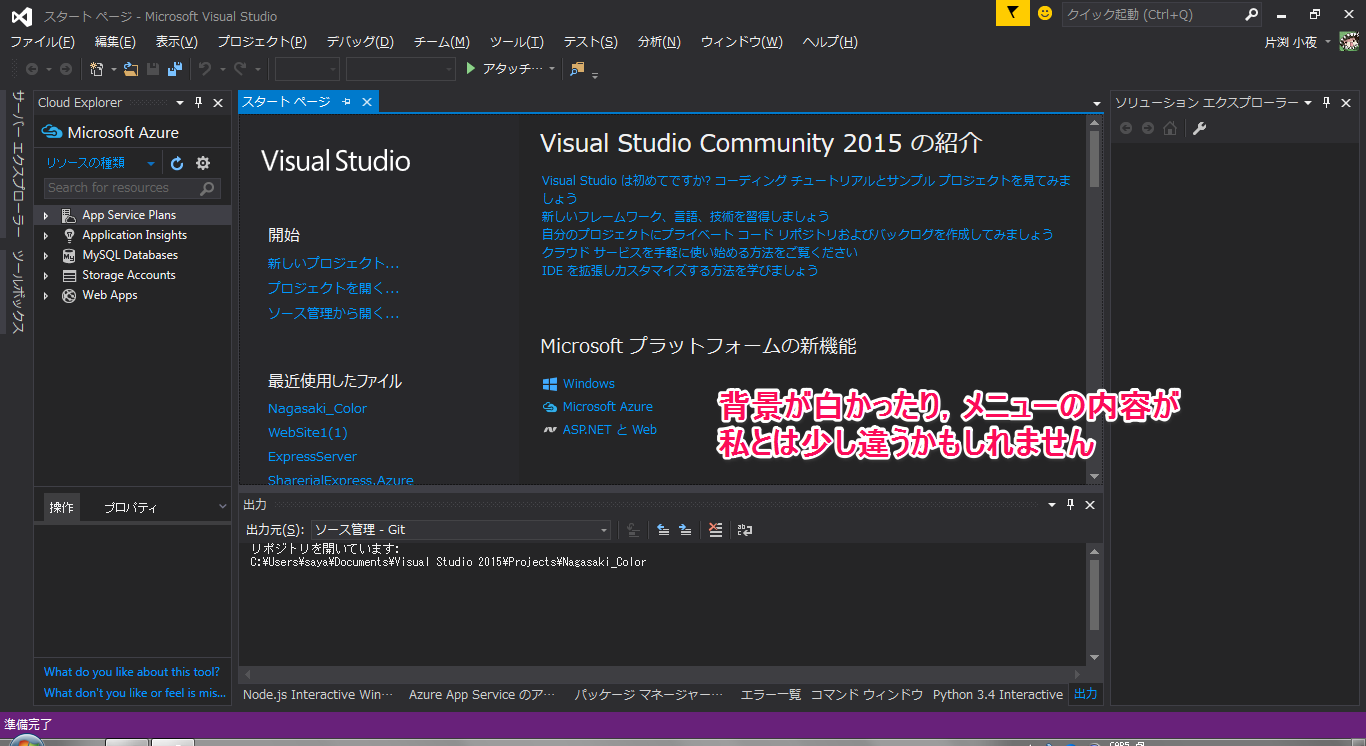 スタート ページ - Microsoft Visual Studio
クイック起動 (Ctrl+Q)
ファイル(F) 編集(E) 表示(V) プロジェクト(P) デバッグ(D) チーム(M) ツール(T) テスト(S) 分析(N) ウィンドウ(W) ヘルプ(H)
片渕 小夜
アタッチ…
サーバー エクスプローラー
ツールボックス
Cloud Explorer
Microsoft Azure
リソースの種類
Search for resources
App Service Plans
Application Insights
MySQL Databases
Storage Accounts
Web Apps
操作 プロパティ
What do you like about this tool?
What don't you like or feel is mis...
スタート ページ
Visual Studio
開始
新しいプロジェクト...
プロジェクトを開く...
ソース管理から開く...
最近使用したファイル
Nagasaki_Color
WebSite1(1)
ExpressServer
SharerialExpress.Azure
Visual Studio Community 2015 の紹介
Visual Studio は初めてですか? コーディング チュートリアルとサンプル プロジェクトを見てみま
しょう
新しいフレームワーク、言語、技術を習得しましょう
自分のプロジェクトにプライベート コード リポジトリおよびバックログを作成してみましょう
クラウド サービスを手軽に使い始める方法をご覧ください
IDE を拡張しカスタマイズする方法を学びましょう
Microsoft プラットフォームの新機能
Windows
Microsoft Azure
ASP.NET と Web
背景が白かったり, メニューの内容が
私とは少し違うかもしれません
ソリューション エクスプローラー
出力
出力元(S): ソース管理 - Git
リポジトリを開いています:
C:¥Users¥saya¥Documents¥Visual Studio 2015¥Projects¥Nagasaki_Color
Node.js Interactive Win… Azure App Service のア… パッケージ マネージャー… エラー一覧 コマンド ウィンドウ Python 3.4 Interactive 出力
準備完了